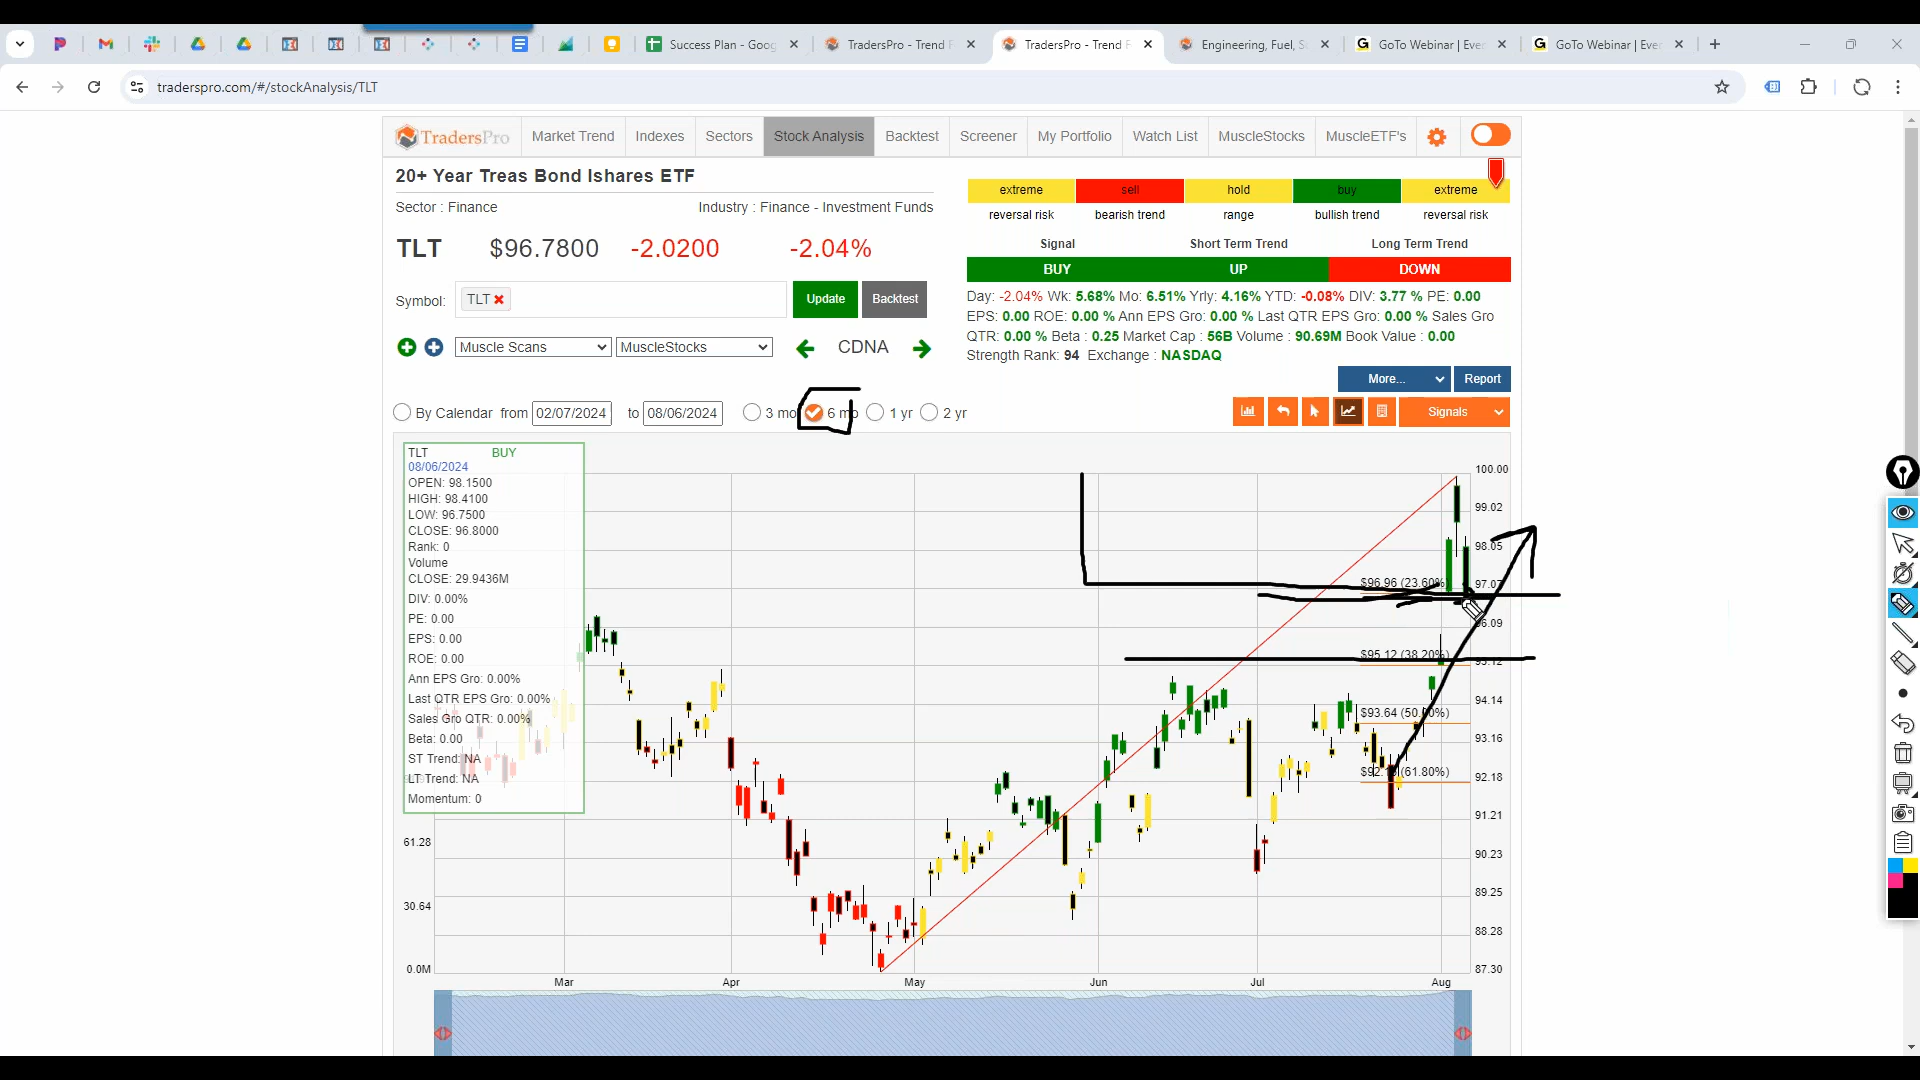 Success Plan - Goog
TradersPro - Trend F
TradersPro - Trend F
Engineering, Fuel, S
GoTo Webinar | Eve
GoTo Webinar | Eve
traderspro.com/#/stockAnalysis/TLT
TradersPro
Market Trend
Indexes
Sectors
Stock Analysis
Backtest
Screener
My Portfolio
Watch List
MuscleStocks
MuscleETF's
20+ Year Treas Bond Ishares ETF
Sector : Finance
Industry : Finance - Investment Funds
extreme sell hold buy extreme
reversal risk bearish trend range bullish trend reversal risk
TLT $96.7800 -2.0200 -2.04%
Signal Short Term Trend Long Term Trend
BUY UP DOWN
Symbol: TLT Update Backtest
Day: -2.04% Wk: 5.68% Mo: 6.51% Yrly: 4.16% YTD: -0.08% DIV: 3.77 % PE: 0.00
EPS: 0.00 ROE: 0.00 % Ann EPS Gro: 0.00 % Last QTR EPS Gro: 0.00 % Sales Gro
QTR: 0.00 % Beta : 0.25 Market Cap : 56B Volume : 90.69M Book Value : 0.00
Strength Rank: 94 Exchange : NASDAQ
Muscle Scans MuscleStocks CDNA
More... Report
By Calendar from 02/07/2024 to 08/06/2024 3 mo 6 mo 1 yr 2 yr
Signals
TLT BUY
08/06/2024
OPEN: 98.1500
HIGH: 98.4100
LOW: 96.7500
CLOSE: 96.8000
Rank: 0
Volume
CLOSE: 29.9436M
DIV: 0.00%
PE: 0.00
EPS: 0.00
ROE: 0.00
Ann EPS Gro: 0.00%
Last QTR EPS Gro: 0.00%
Sales Gro QTR: 0.00%
Beta: 0.00
ST Trend: NA
LT Trend: NA
Momentum: 0
61.28
30.64
0.0M
$96.96 (23.60%)
$95.12 (38.20%)
$93.64 (50.00%)
(61.80%)
100.00
99.02
98.05
97.07
96.09
95.12
94.14
93.16
92.18
91.21
90.23
89.25
88.28
87.30
Mar Apr May Jun Jul Aug